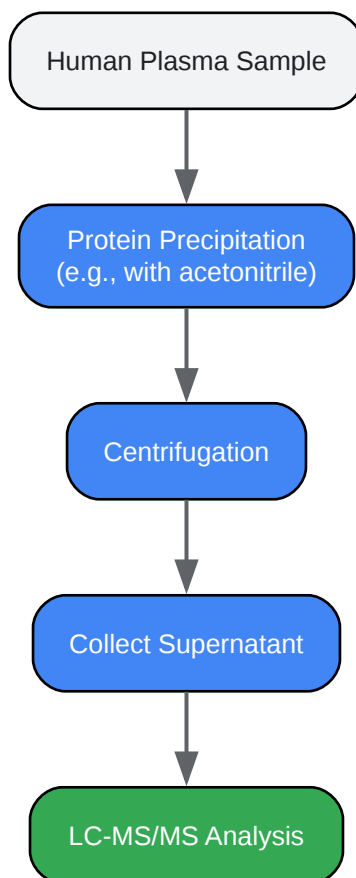 Human Plasma Sample
Protein Precipitation
(e.g., with acetonitrile)
Centrifugation
Collect Supernatant
LC-MS/MS Analysis